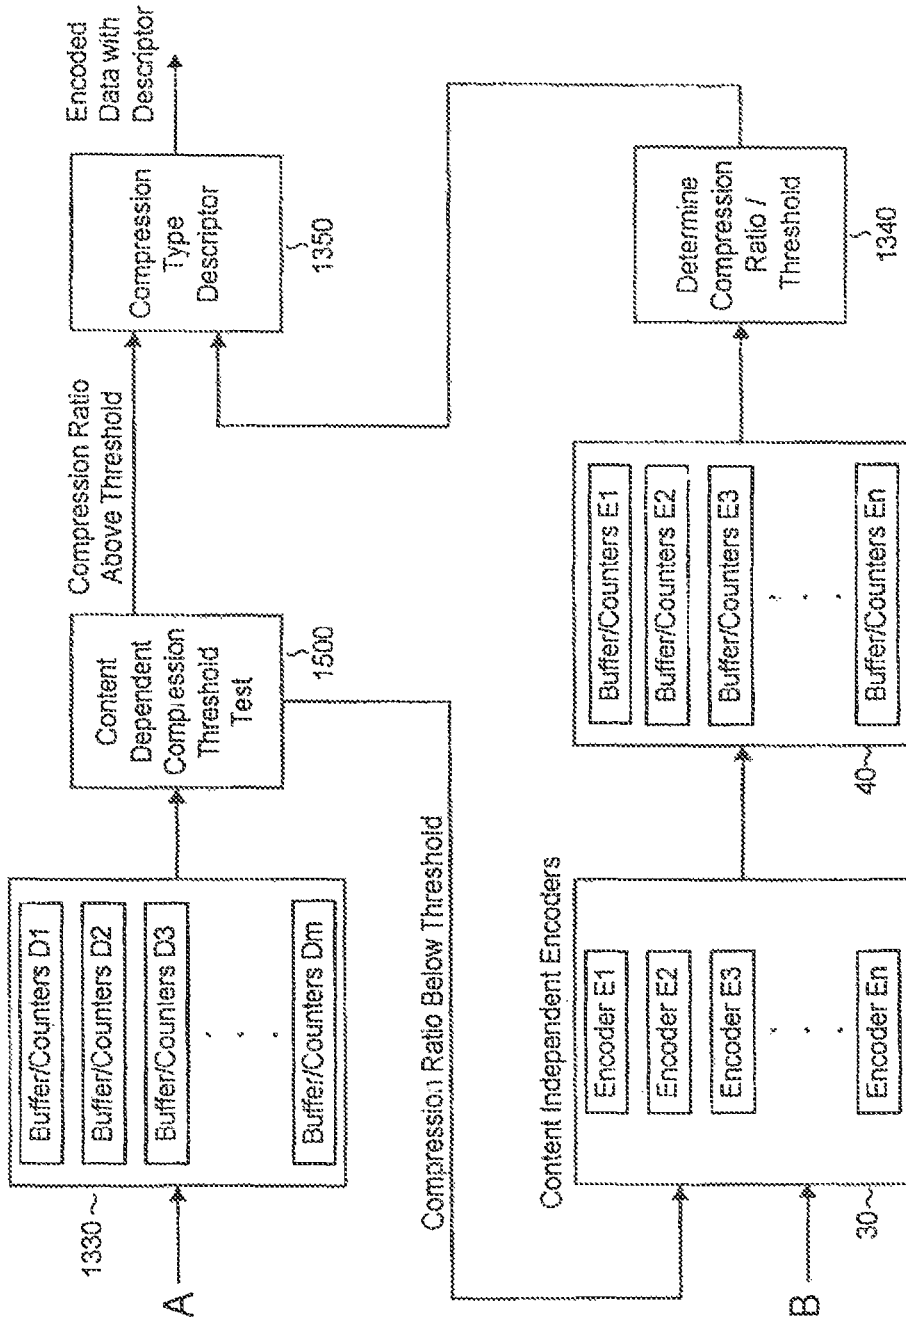 A
1330
Buffer/Counters D1
Buffer/Counters D2
Buffer/Counters D3
. . .
Buffer/Counters Dm
Content
Dependent
Compression
Threshold
Test
1500
Compression Ratio
Above Threshold
Compression
Type
Descriptor
1350
Encoded
Data with
Descriptor
Compression Ratio Below Threshold
B
Content Independent Encoders
30
Encoder E1
Encoder E2
Encoder E3
. . .
Encoder En
40
Buffer/Counters E1
Buffer/Counters E2
Buffer/Counters E3
. . .
Buffer/Counters En
Determine
Compression
Ratio /
Threshold
1340